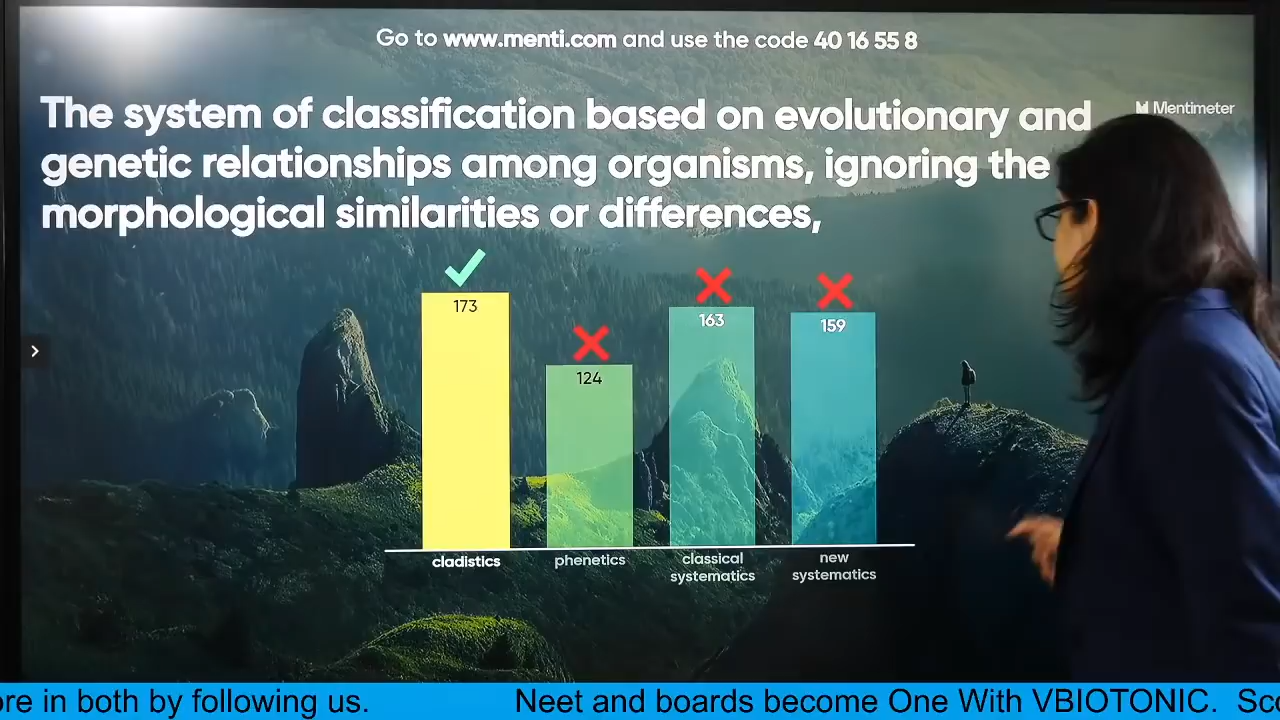 Go to www.menti.com and use the code 40 16 55 8
Mentimeter
The system of classification based on evolutionary and
genetic relationships among organisms, ignoring the
morphological similarities or differences,
173
124
163
159
cladistics
phenetics
classical
systematics
new
systematics
ore in both by following us. Neet and boards become One With VBIOTONIC. Sco